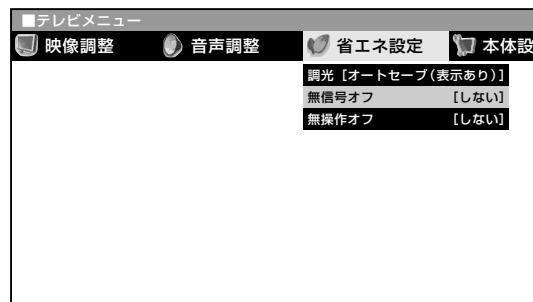 ■テレビメニュー
映像調整 音声調整 省エネ設定 本体設
調光 [オートセーブ(表示あり)]
無信号オフ [しない]
無操作オフ [しない]